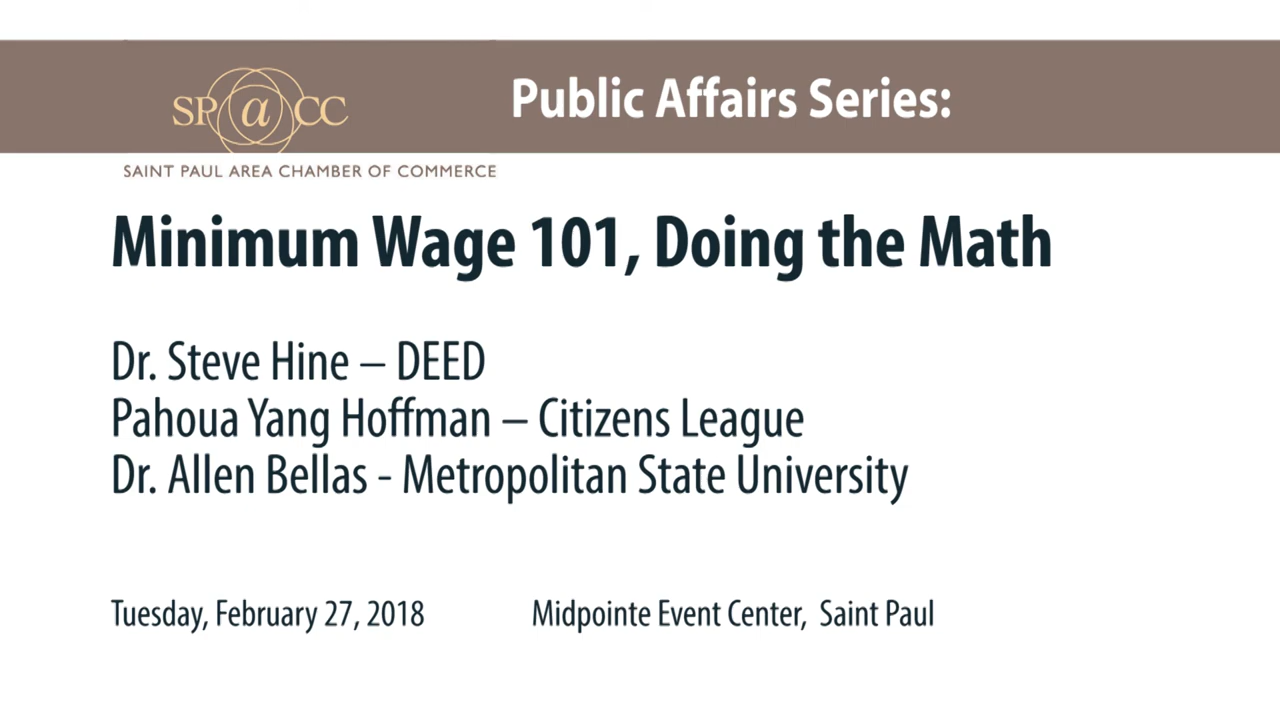 SP@CC
Public Affairs Series:
SAINT PAUL AREA CHAMBER OF COMMERCE
Minimum Wage 101, Doing the Math
Dr. Steve Hine – DEED
Pahoua Yang Hoffman – Citizens League
Dr. Allen Bellas - Metropolitan State University
Tuesday, February 27, 2018
Midpointe Event Center, Saint Paul